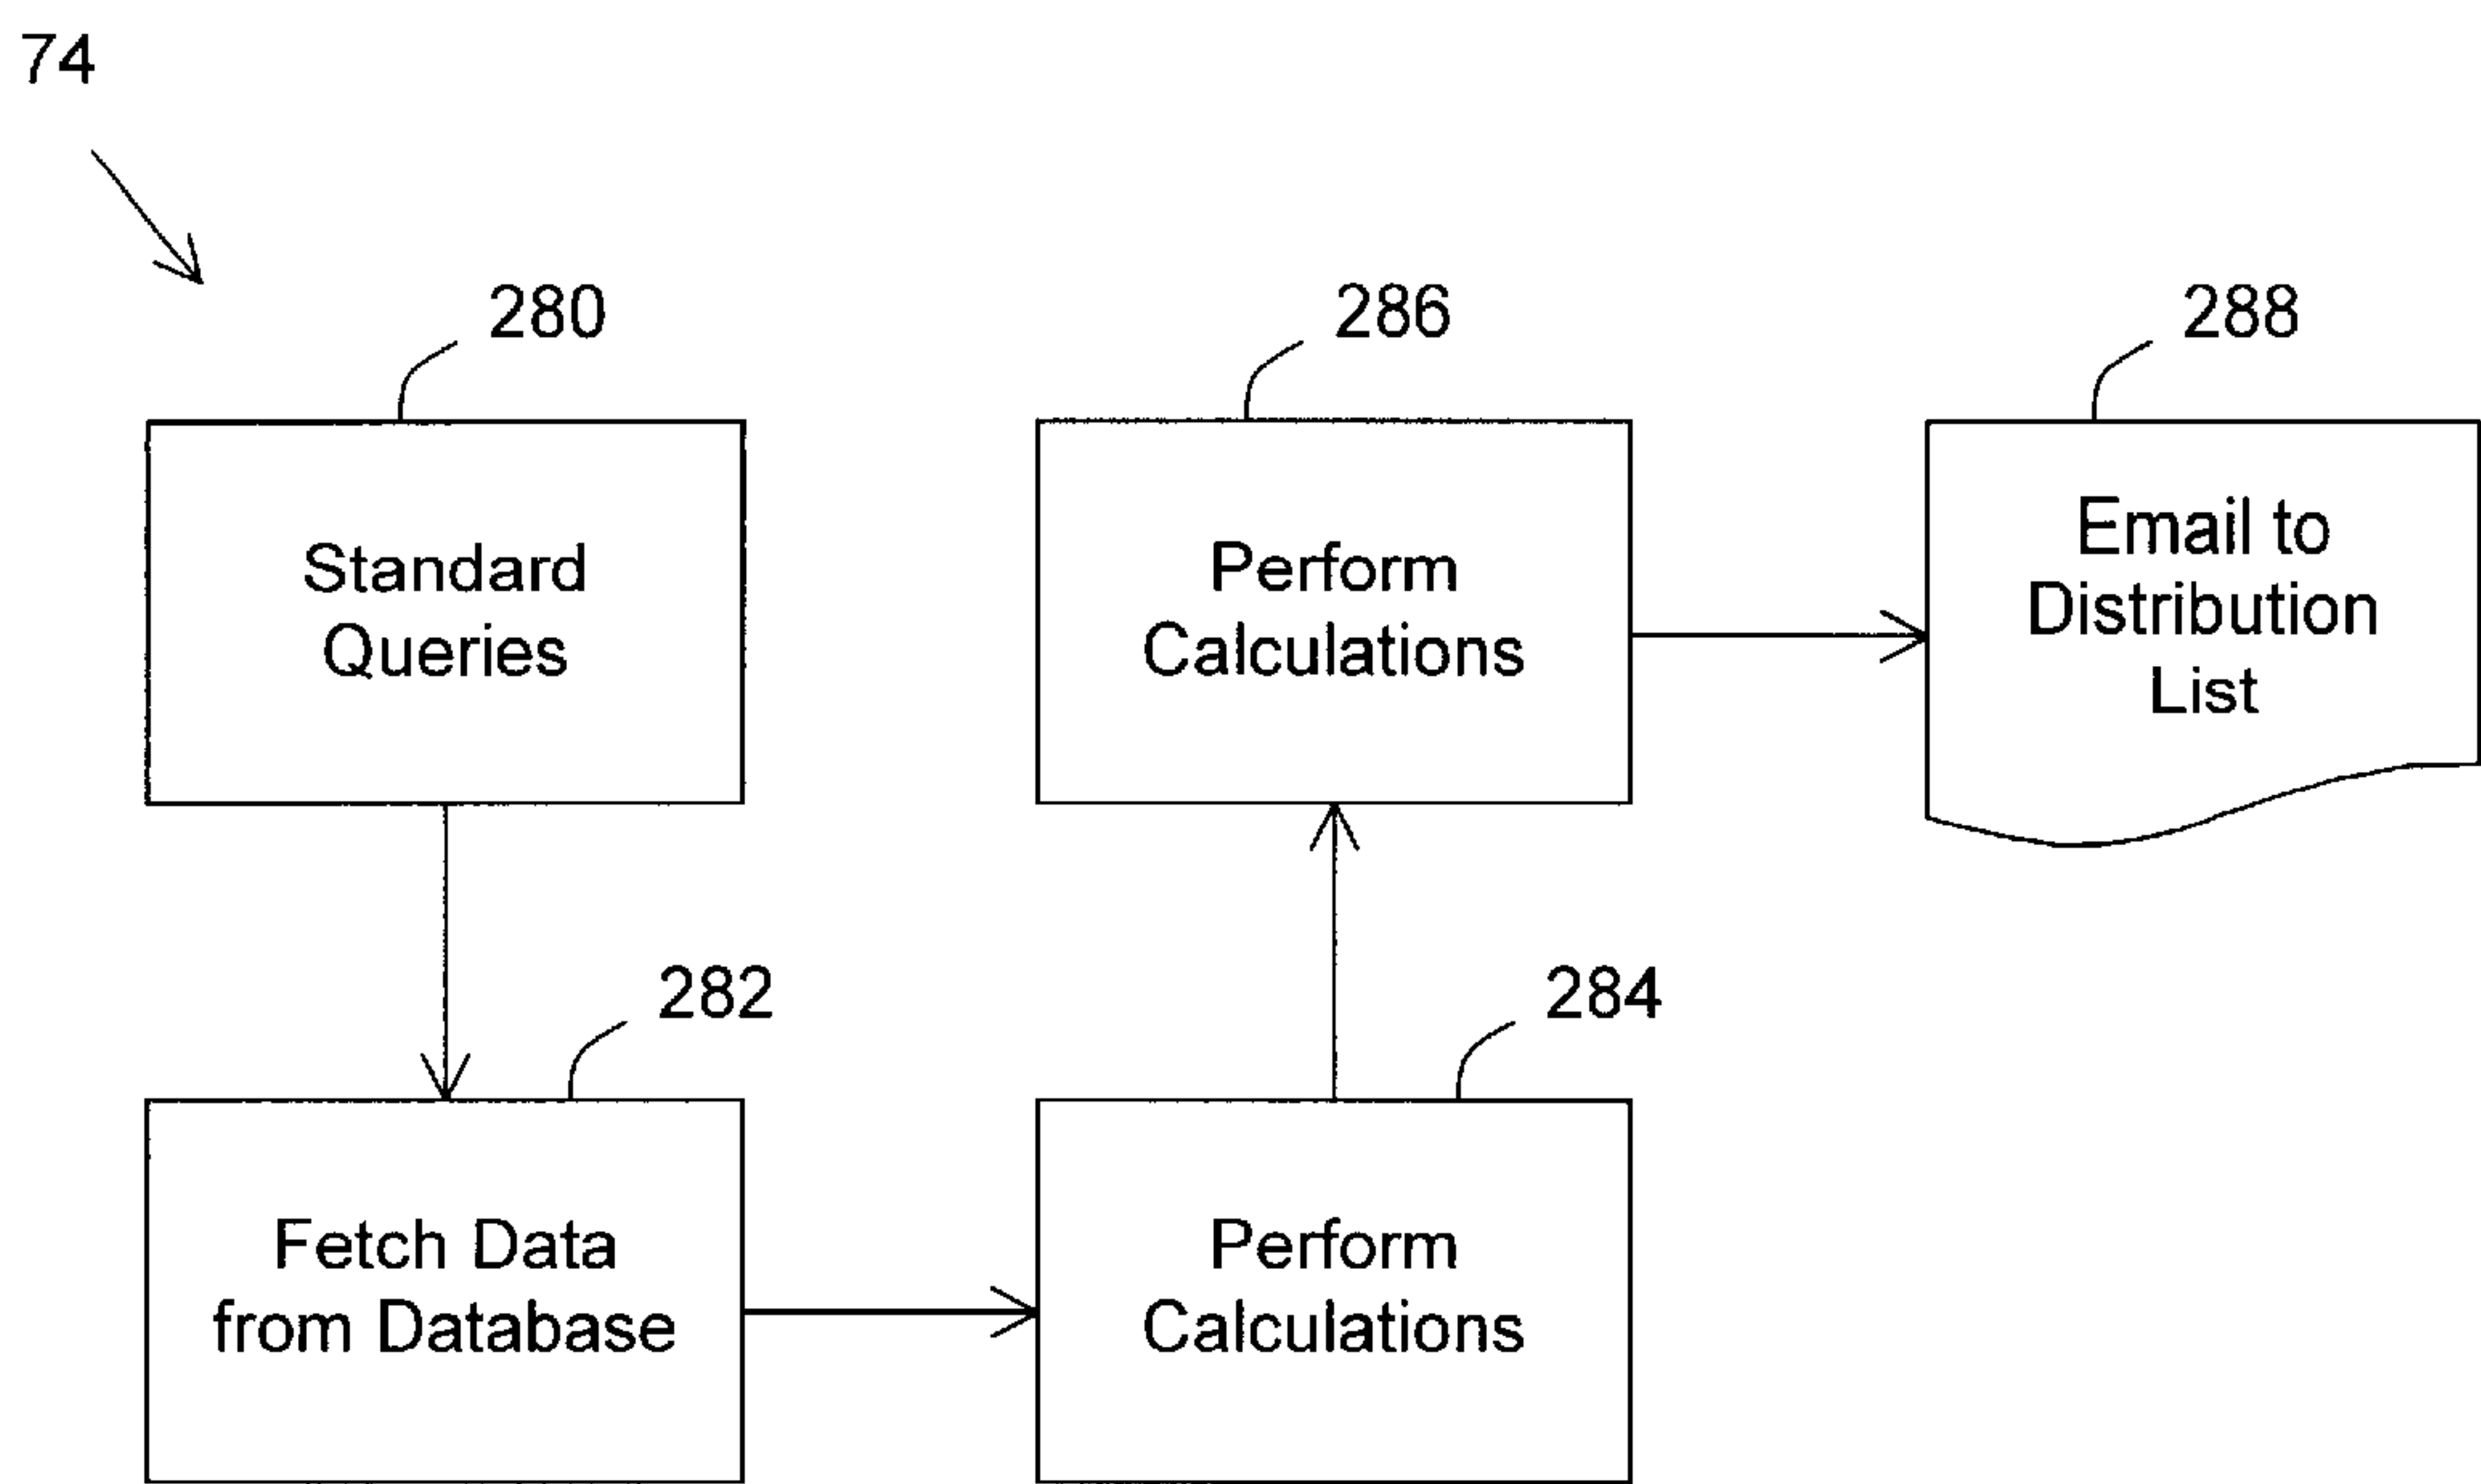 74
280
286
288
Standard
Queries
Perform
Calculations
Email to
Distribution
List
282
284
Fetch Data
from Database
Perform
Calculations